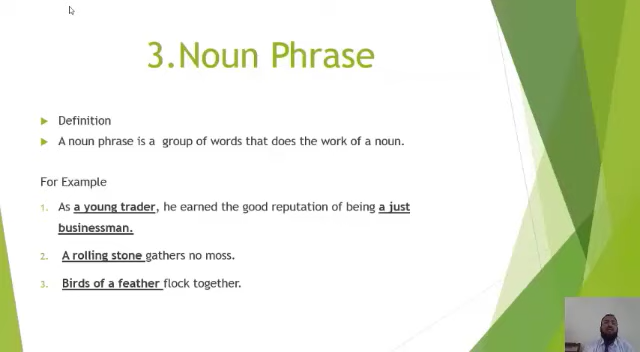 3.Noun Phrase
Definition
A noun phrase is a group of words that does the work of a noun.
For Example
1. As a young trader, he earned the good reputation of being a just
businessman.
2. A rolling stone gathers no moss.
3. Birds of a feather flock together.